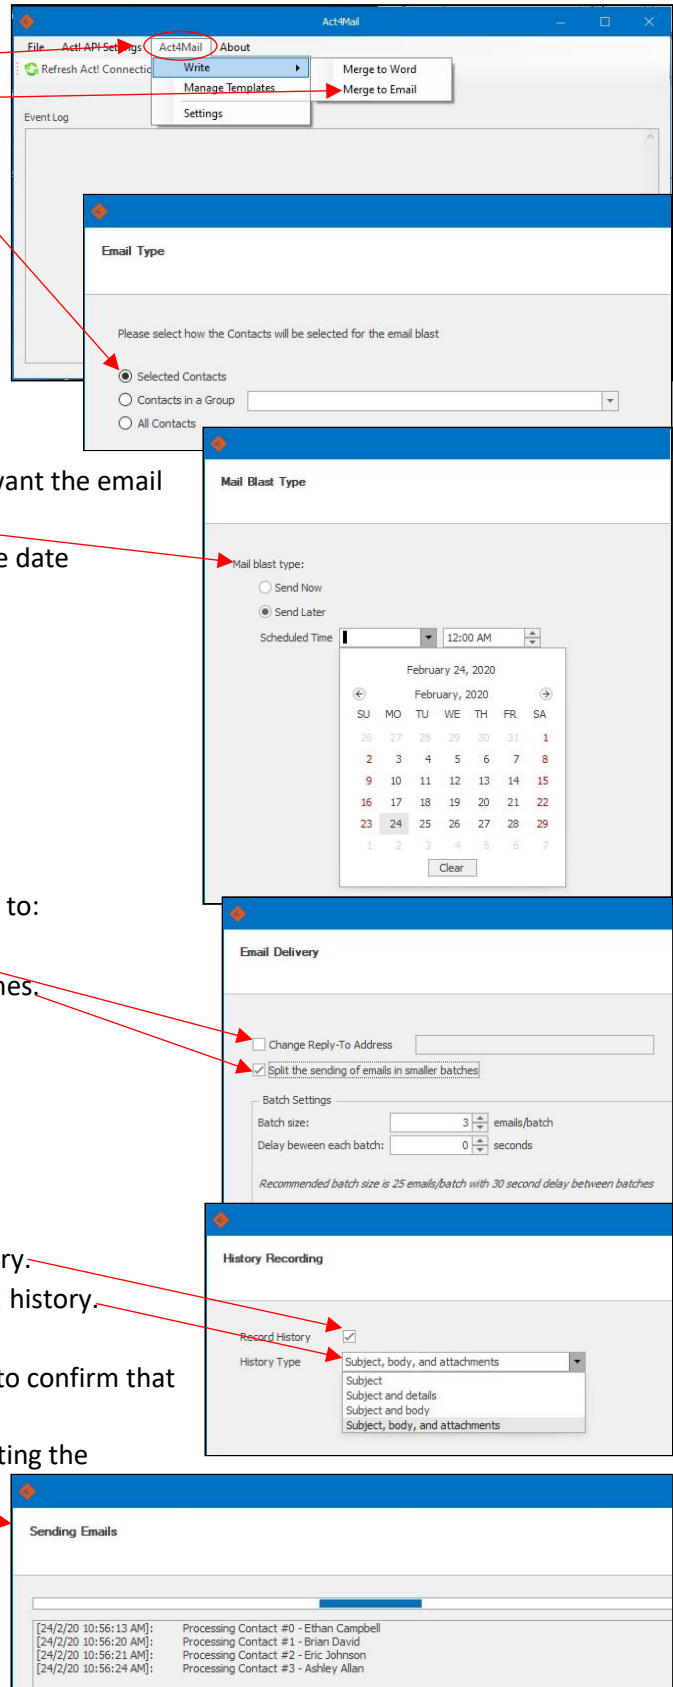 Act4Mail
File Act! API Settings Act4Mail About
Refresh Act! Connectio
Write
Merge to Word
Manage Templates
Merge to Email
Settings
Event Log
Email Type
Please select how the Contacts will be selected for the email blast
Selected Contacts
Contacts in a Group
All Contacts
want the email
Mail Blast Type
e date
Mail blast type:
Send Now
Send Later
Scheduled Time 12:00 AM
February 24, 2020
February, 2020
SU MO TU WE TH FR SA
26 27 28 29 30 31 1
2 3 4 5 6 7 8
9 10 11 12 13 14 15
16 17 18 19 20 21 22
23 24 25 26 27 28 29
1 2 3 4 5 6 7
Clear
to:
Email Delivery
hes.
Change Reply-To Address
Split the sending of emails in smaller batches
Batch Settings
Batch size: 3 emails/batch
Delay beween each batch: 0 seconds
Recommended batch size is 25 emails/batch with 30 second delay between batches
History Recording
ry.
history.
Record History
History Type Subject, body, and attachments
Subject
Subject and details
Subject and body
Subject, body, and attachments
to confirm that
ting the
Sending Emails
[24/2/20 10:56:13 AM]: Processing Contact #0 - Ethan Campbell
[24/2/20 10:56:20 AM]: Processing Contact #1 - Brian David
[24/2/20 10:56:21 AM]: Processing Contact #2 - Eric Johnson
[24/2/20 10:56:24 AM]: Processing Contact #3 - Ashley Allan